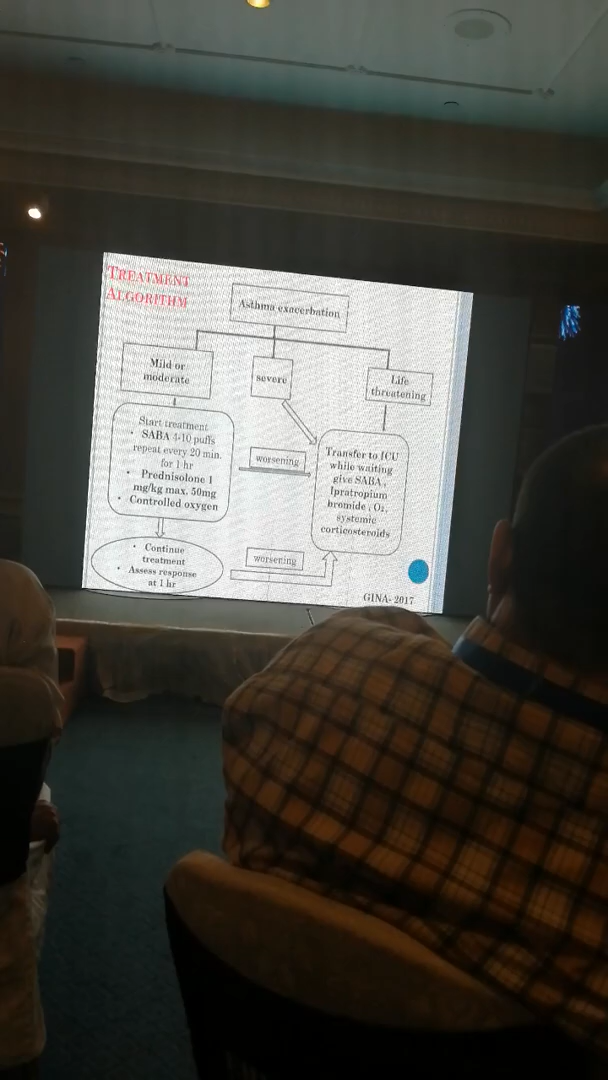 TREATMENT
ALGORITHM
Asthma exacerbation
Mild or
moderate
severe
Life
threatening
Start treatment
• SABA 4-10 puffs
repeat every 20 min.
for 1 hr
• Prednisolone 1
mg/kg max. 50mg
• Controlled oxygen
worsening
Transfer to ICU
while waiting
give SABA,
Ipratropium
bromide, O₂,
systemic
corticosteroids
• Continue
treatment
• Assess response
at 1 hr
worsening
GINA- 2017